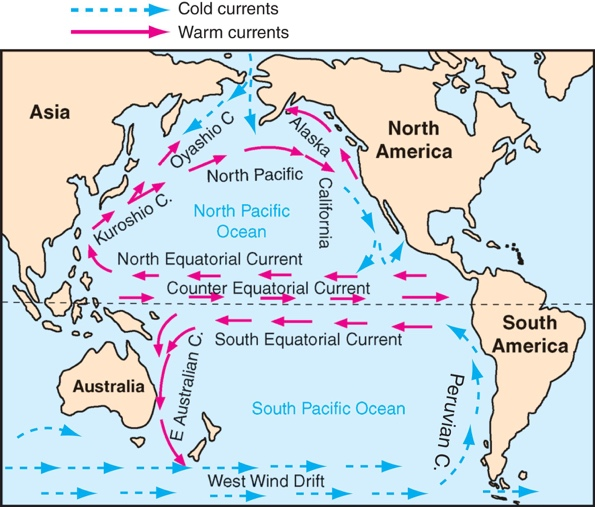 Cold currents
Warm currents
Asia
North
America
Oyashio C
Alaska
North Pacific
Kuroshio C.
California
North Pacific
Ocean
North Equatorial Current
Counter Equatorial Current
South Equatorial Current
South
America
Australia
E Australian C.
South Pacific Ocean
Peruvian C.
West Wind Drift